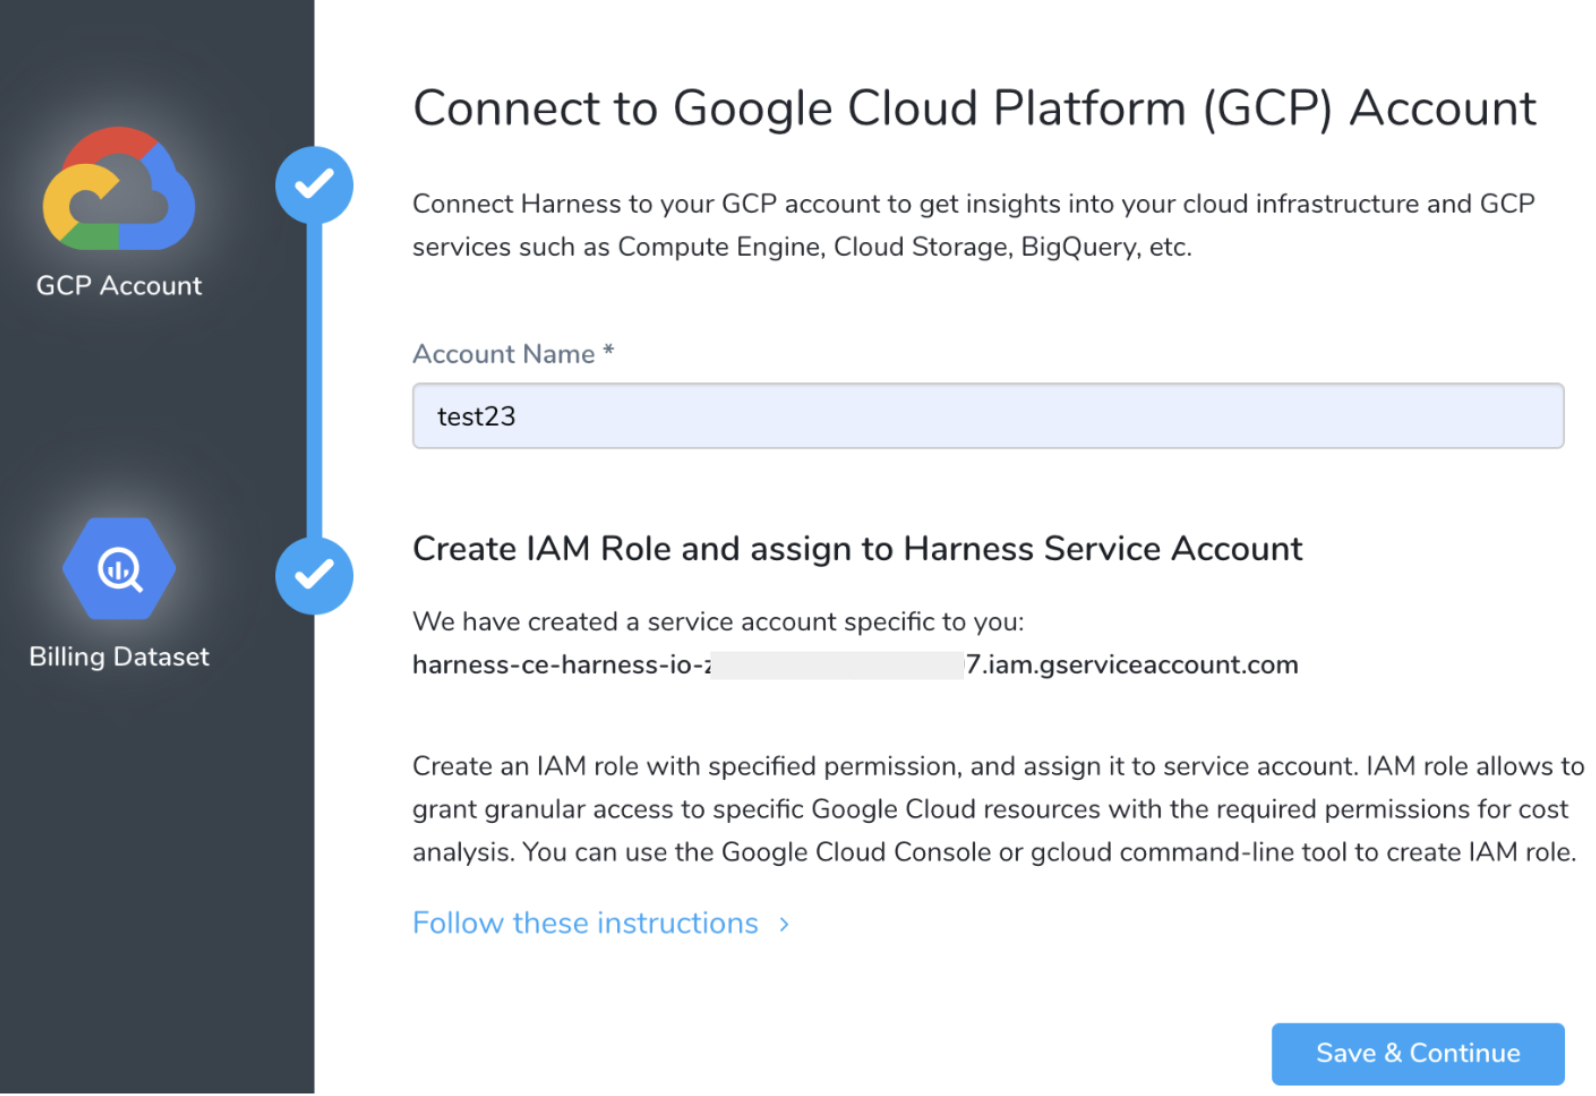 GCP Account
Billing Dataset
Connect to Google Cloud Platform (GCP) Account
Connect Harness to your GCP account to get insights into your cloud infrastructure and GCP
services such as Compute Engine, Cloud Storage, BigQuery, etc.
Account Name *
test23
Create IAM Role and assign to Harness Service Account
We have created a service account specific to you:
harness-ce-harness-io-z 7.iam.gserviceaccount.com
Create an IAM role with specified permission, and assign it to service account. IAM role allows to
grant granular access to specific Google Cloud resources with the required permissions for cost
analysis. You can use the Google Cloud Console or gcloud command-line tool to create IAM role.
Follow these instructions >
Save & Continue